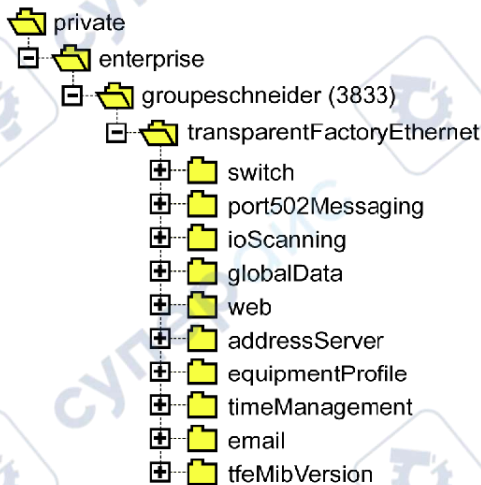 private
enterprise
groupeschneider (3833)
transparentFactoryEthernet
switch
port502Messaging
ioScanning
globalData
web
addressServer
equipmentProfile
timeManagement
email
tfeMibVersion